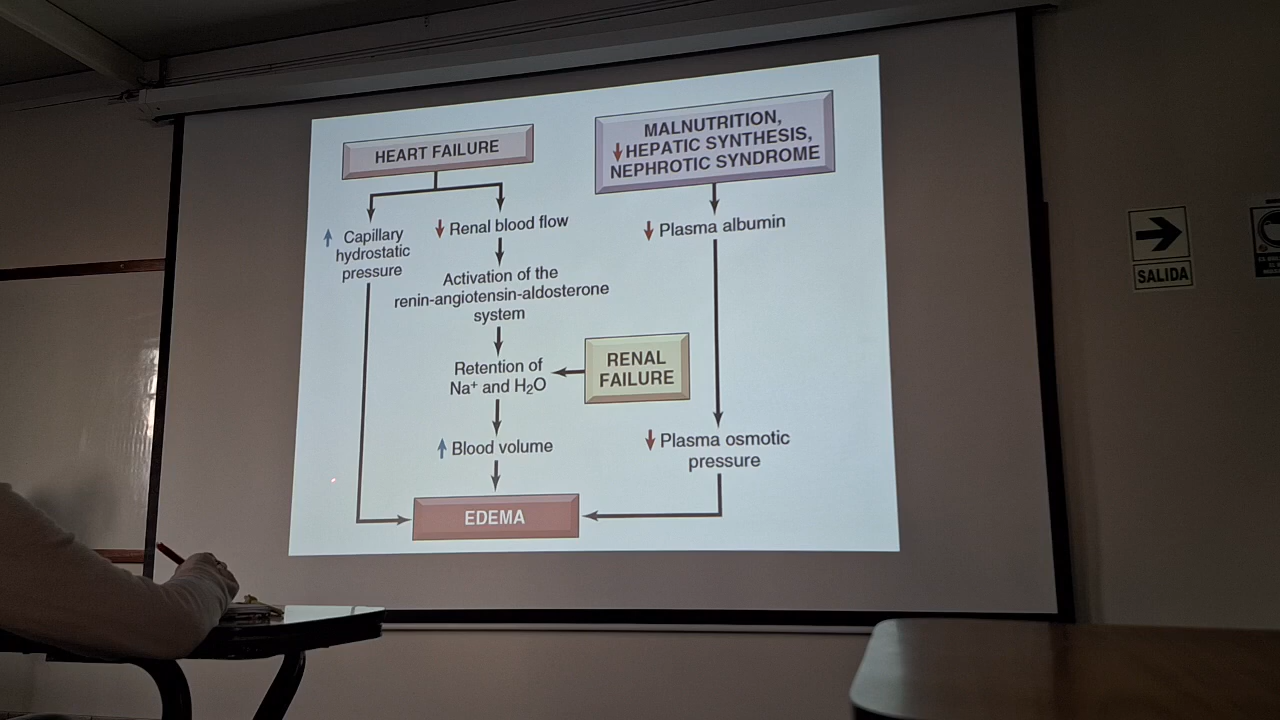 HEART FAILURE
MALNUTRITION,
↓HEPATIC SYNTHESIS,
NEPHROTIC SYNDROME
↑ Capillary
hydrostatic
pressure
↓ Renal blood flow
↓ Plasma albumin
Activation of the
renin-angiotensin-aldosterone
system
Retention of
Na⁺ and H₂O
RENAL
FAILURE
↑ Blood volume
↓ Plasma osmotic
pressure
EDEMA
SALIDA